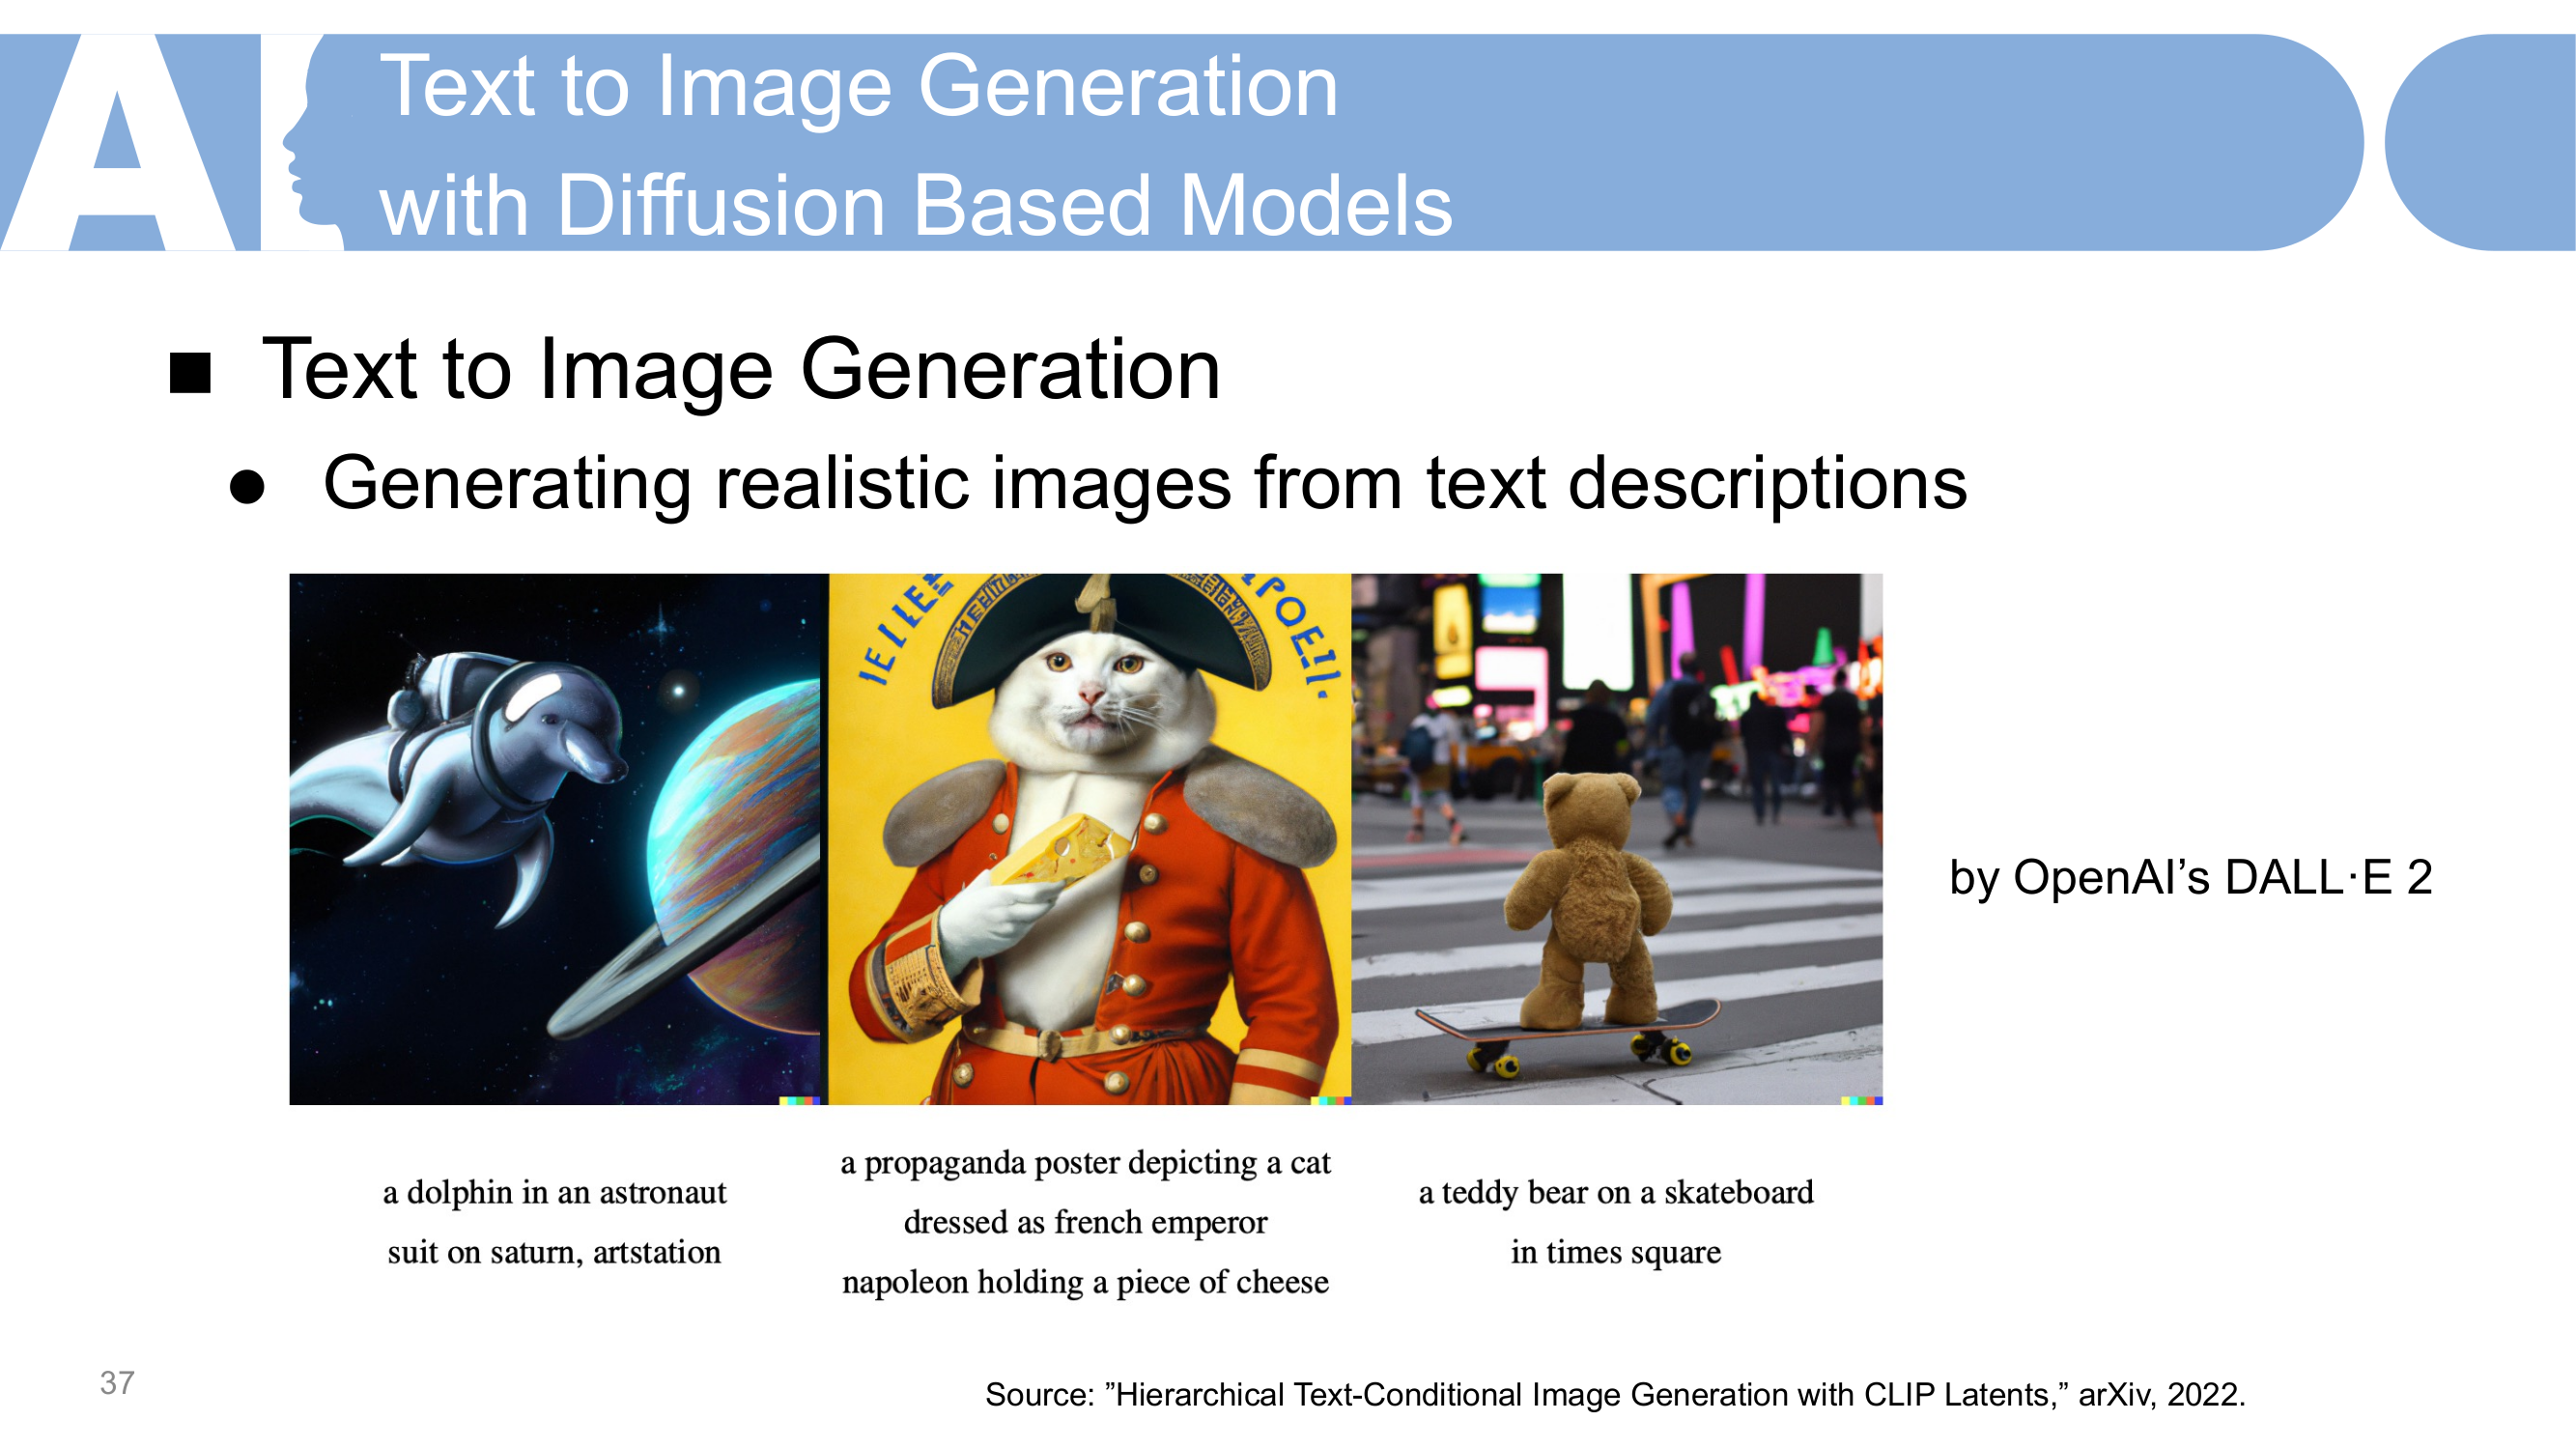 AI
Text to Image Generation
with Diffusion Based Models
■ Text to Image Generation
● Generating realistic images from text descriptions
by OpenAI’s DALL·E 2
a dolphin in an astronaut
suit on saturn, artstation
a propaganda poster depicting a cat
dressed as french emperor
napoleon holding a piece of cheese
a teddy bear on a skateboard
in times square
37
Source: ”Hierarchical Text-Conditional Image Generation with CLIP Latents,” arXiv, 2022.